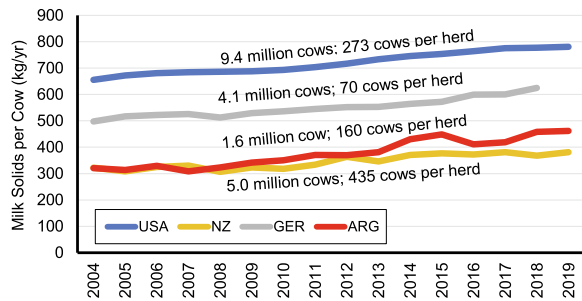 Milk Solids per Cow (kg/yr)
900
800
700
600
500
400
300
200
100
0
9.4 million cows; 273 cows per herd
4.1 million cows; 70 cows per herd
1.6 million cow; 160 cows per herd
5.0 million cows; 435 cows per herd
USA NZ GER ARG
2004 2005 2006 2007 2008 2009 2010 2011 2012 2013 2014 2015 2016 2017 2018 2019